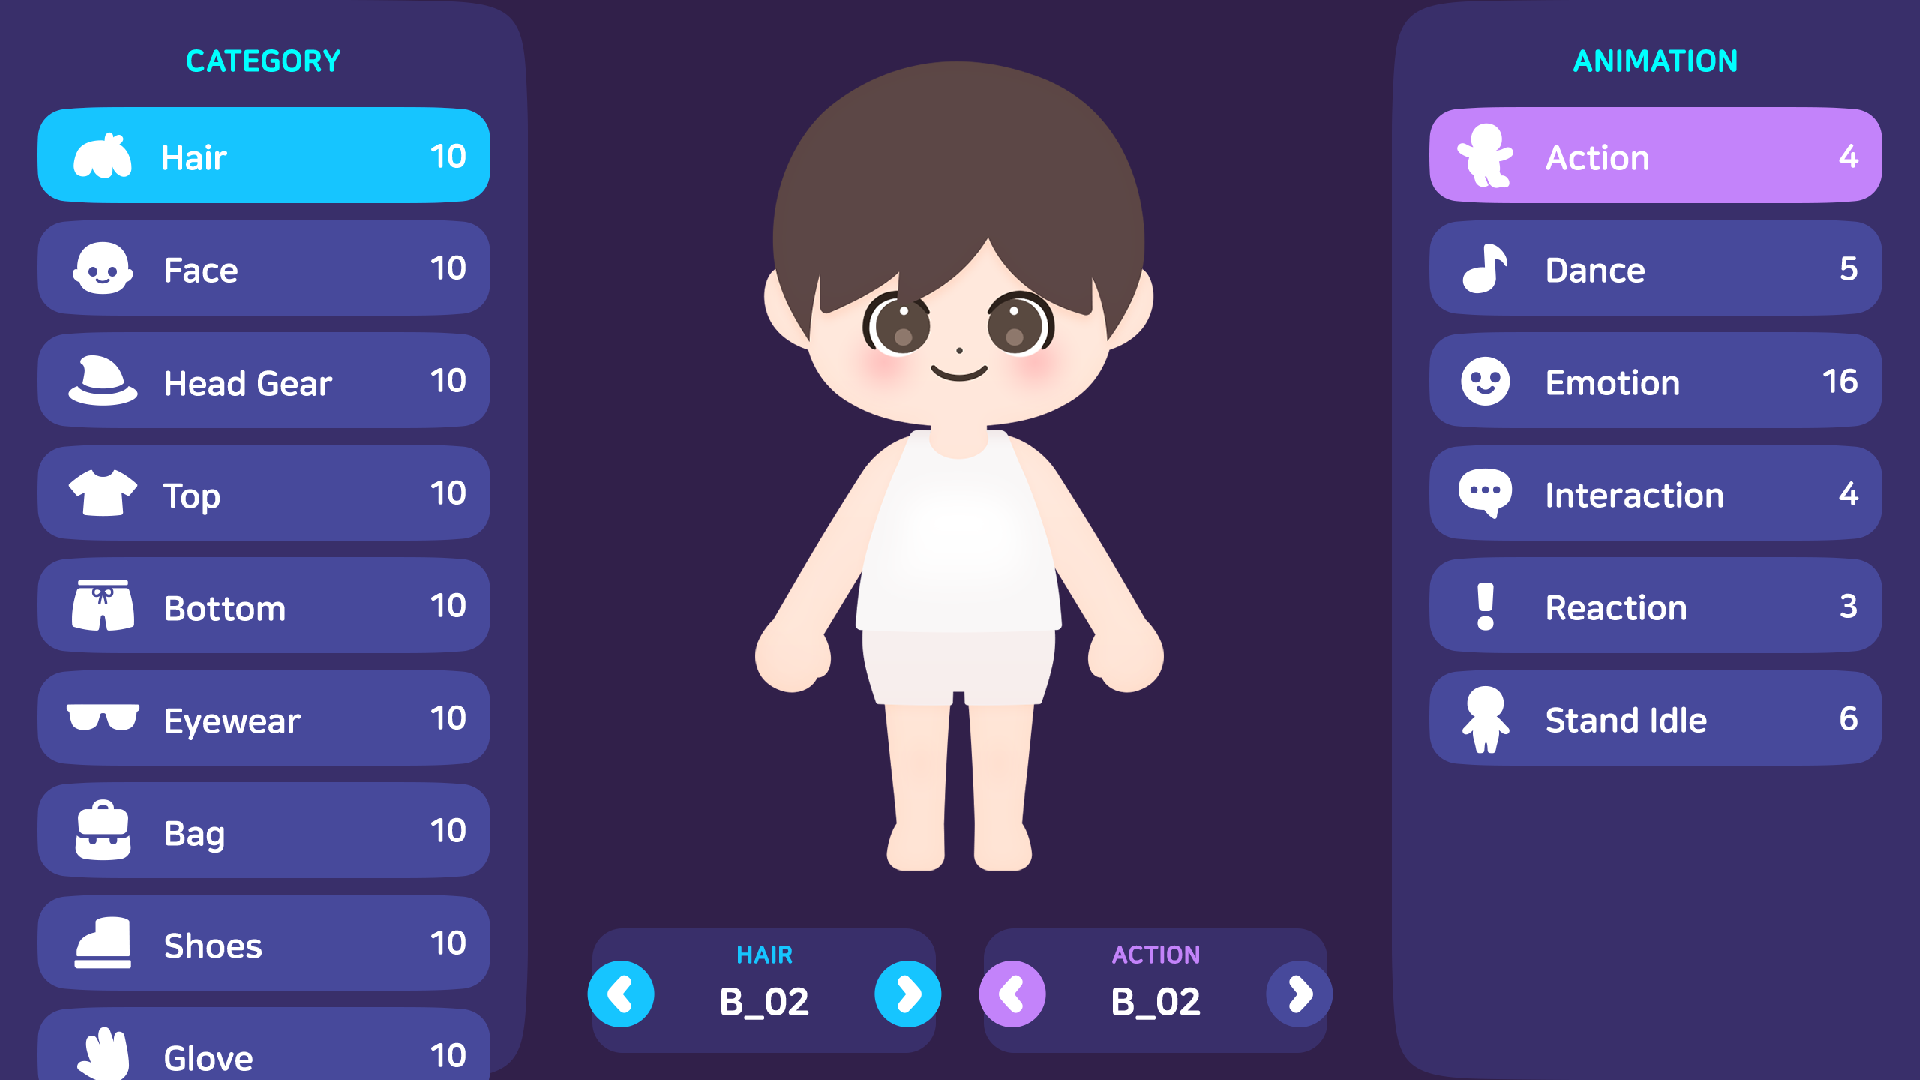 CATEGORY
Hair 10
Face 10
Head Gear 10
Top 10
Bottom 10
Eyewear 10
Bag 10
Shoes 10
Glove 10
HAIR
B_02
ACTION
B_02
ANIMATION
Action 4
Dance 5
Emotion 16
Interaction 4
Reaction 3
Stand Idle 6